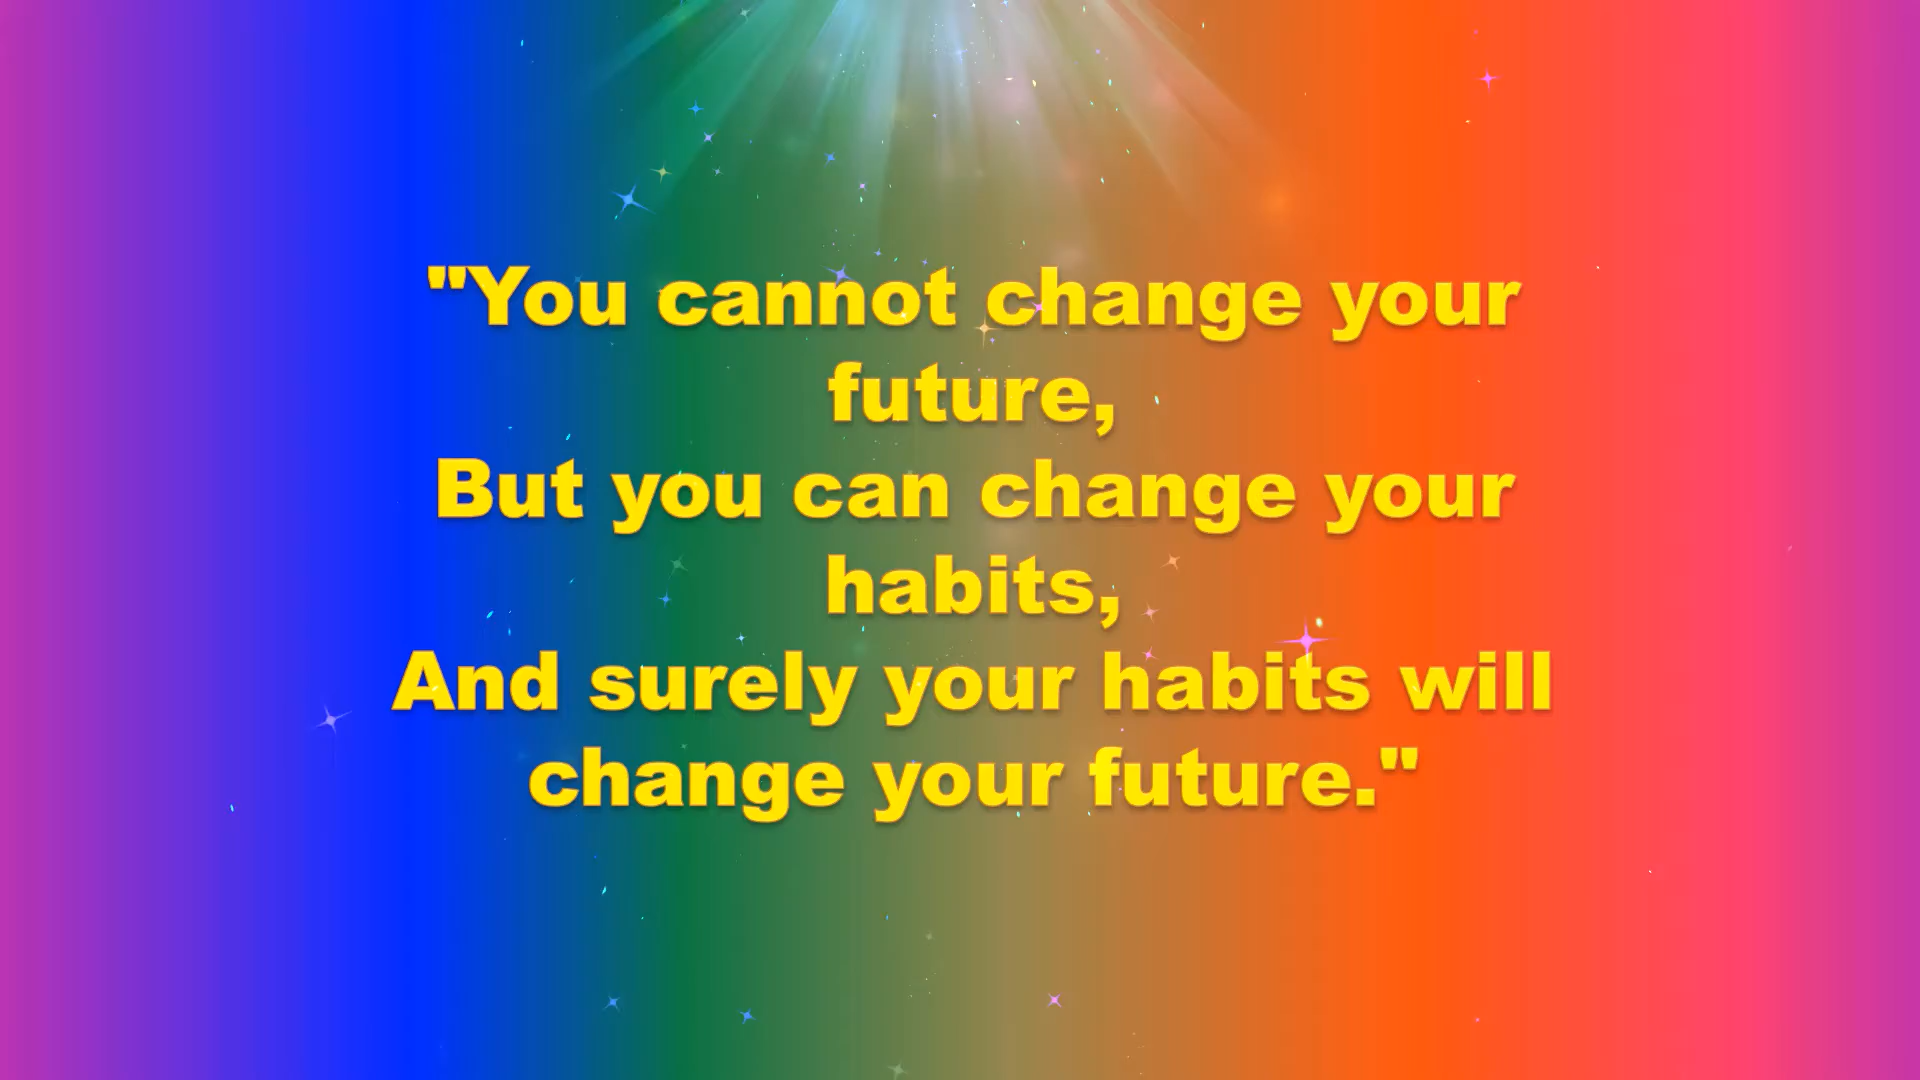 "You cannot change your
future,
But you can change your
habits,
And surely your habits will
change your future."